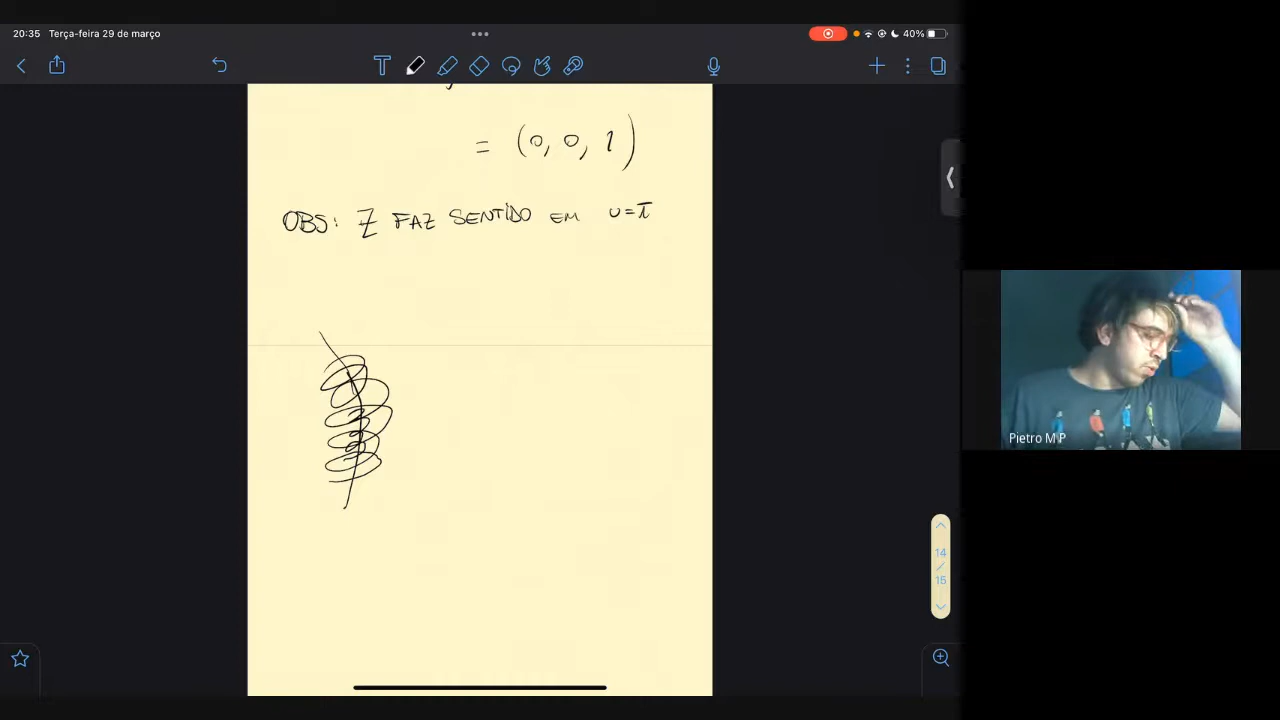 20:35 Terça-feira 29 de março
40%
= (0, 0, 1)
OBS: Z FAZ SENTIDO EM U=π
Pietro M P
14
/
15